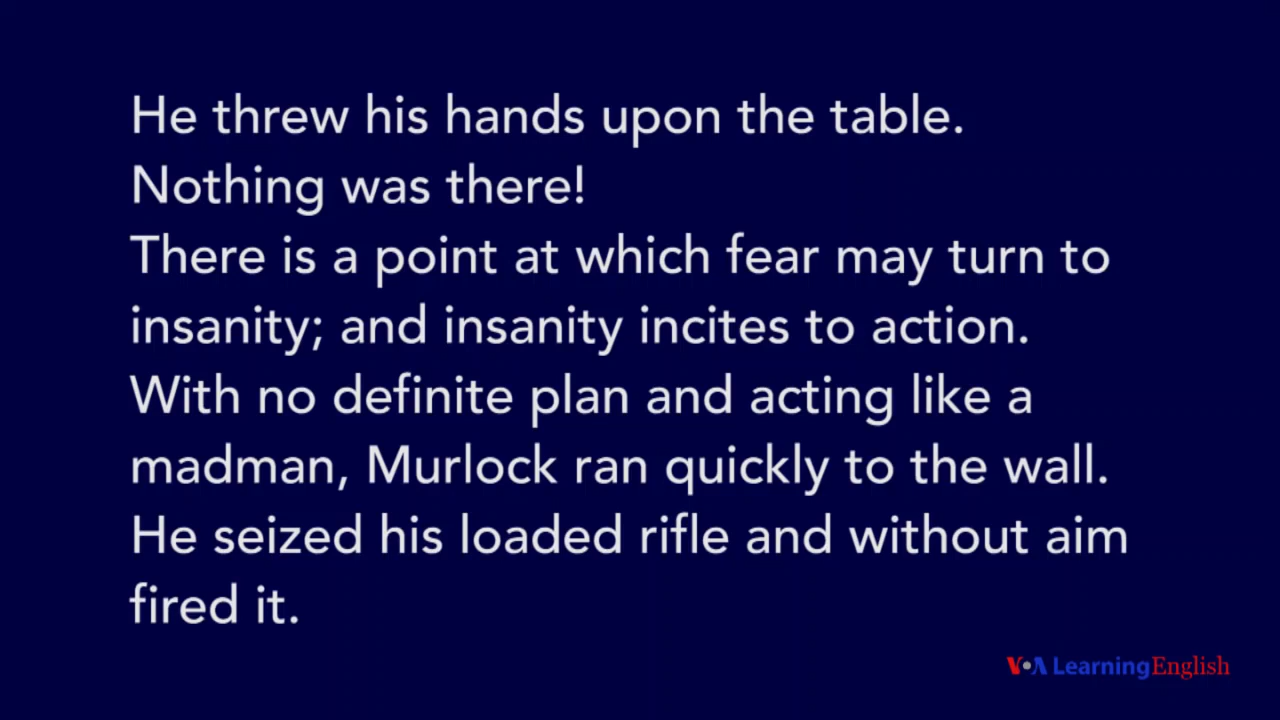 He threw his hands upon the table.
Nothing was there!
There is a point at which fear may turn to
insanity; and insanity incites to action.
With no definite plan and acting like a
madman, Murlock ran quickly to the wall.
He seized his loaded rifle and without aim
fired it.
VOA Learning English